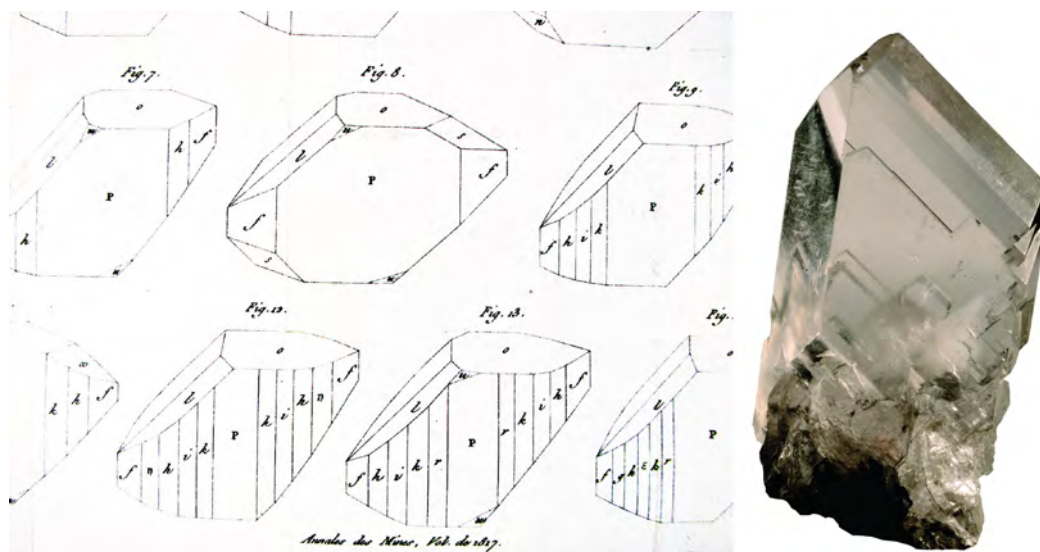 n
Fig. 7. Fig. 8. Fig. 9.
o o o
u u s
l h f l l
P P f P k i h
h f f h i k
u s u
Fig. 12. Fig. 13. Fig.
o o o
x u
k h f l h i h n f l r k i h f l
P P P
f n h i k f h i k r f g h ε k r
u
Annales des Mines, Vol. de 1817.